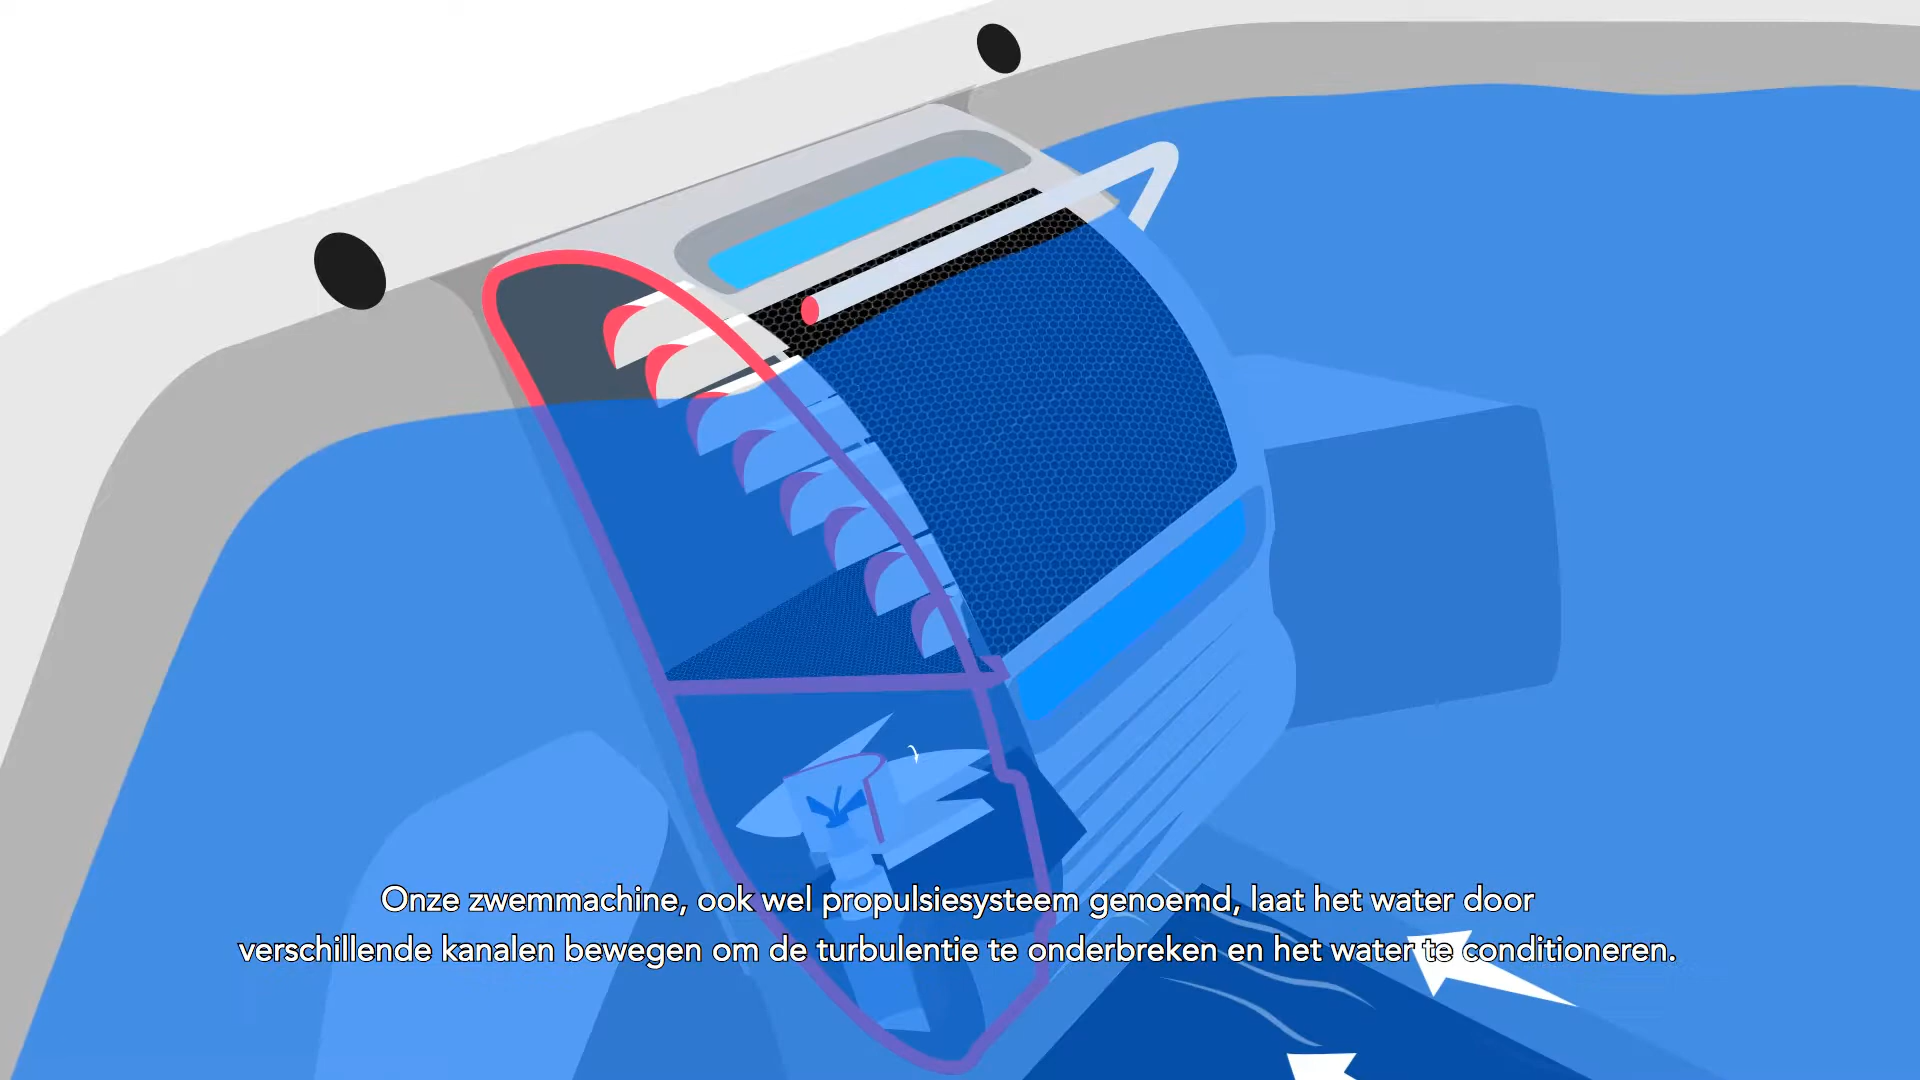 Onze zwemmachine, ook wel propulsiesysteem genoemd, laat het water door
verschillende kanalen bewegen om de turbulentie te onderbreken en het water te conditioneren.